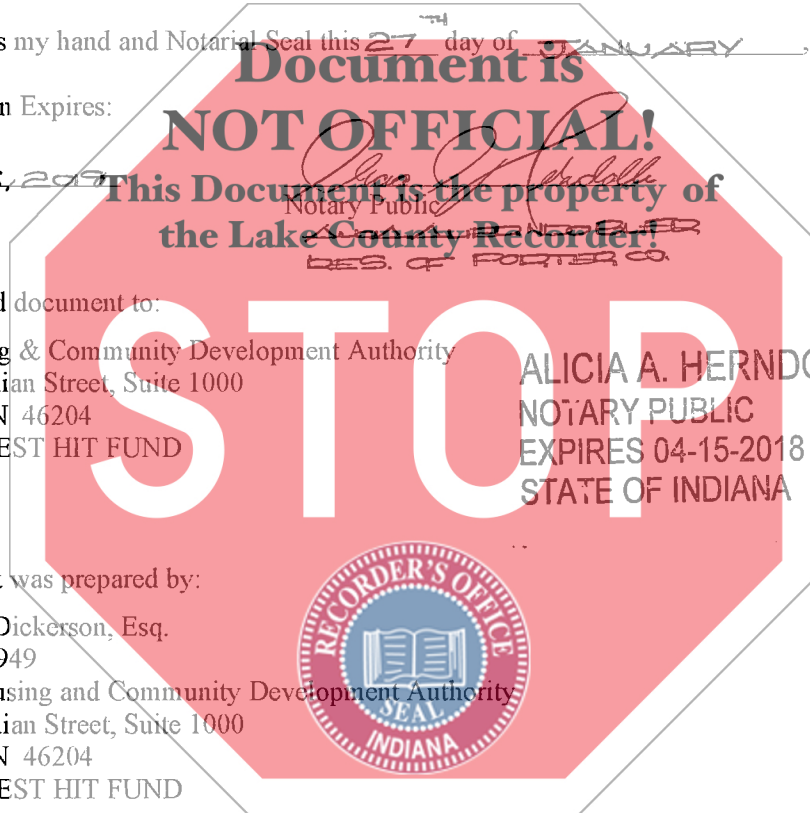 s my hand and Notarial Seal this 27th day of JANUARY,
Document is
n Expires:
NOT OFFICIAL!
This Document is the property of
Notary Public
the Lake County Recorder!
RES. OF PORTER CO.
d document to:
STOP
g & Community Development Authority
ian Street, Suite 1000
N 46204
EST HIT FUND
ALICIA A. HERNDO
NOTARY PUBLIC
EXPIRES 04-15-2018
STATE OF INDIANA
t was prepared by:
Dickerson, Esq.
949
using and Community Development Authority
ian Street, Suite 1000
N 46204
EST HIT FUND
RECORDER'S OFFICE
SEAL
INDIANA